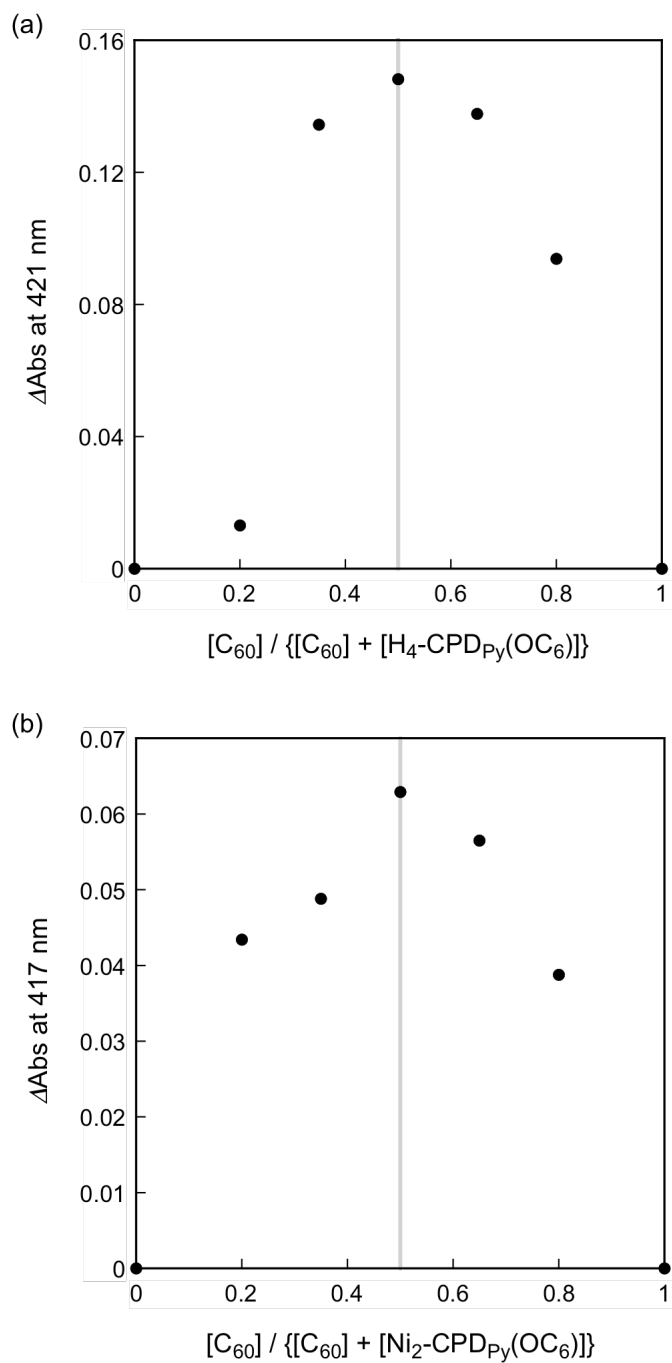 (a)
0.16
0.12
0.08
0.04
0
ΔAbs at 421 nm
0 0.2 0.4 0.6 0.8 1
[C60] / {[C60] + [H4-CPDPy(OC6)]}
(b)
0.07
0.06
0.05
0.04
0.03
0.02
0.01
0
ΔAbs at 417 nm
0 0.2 0.4 0.6 0.8 1
[C60] / {[C60] + [Ni2-CPDPy(OC6)]}